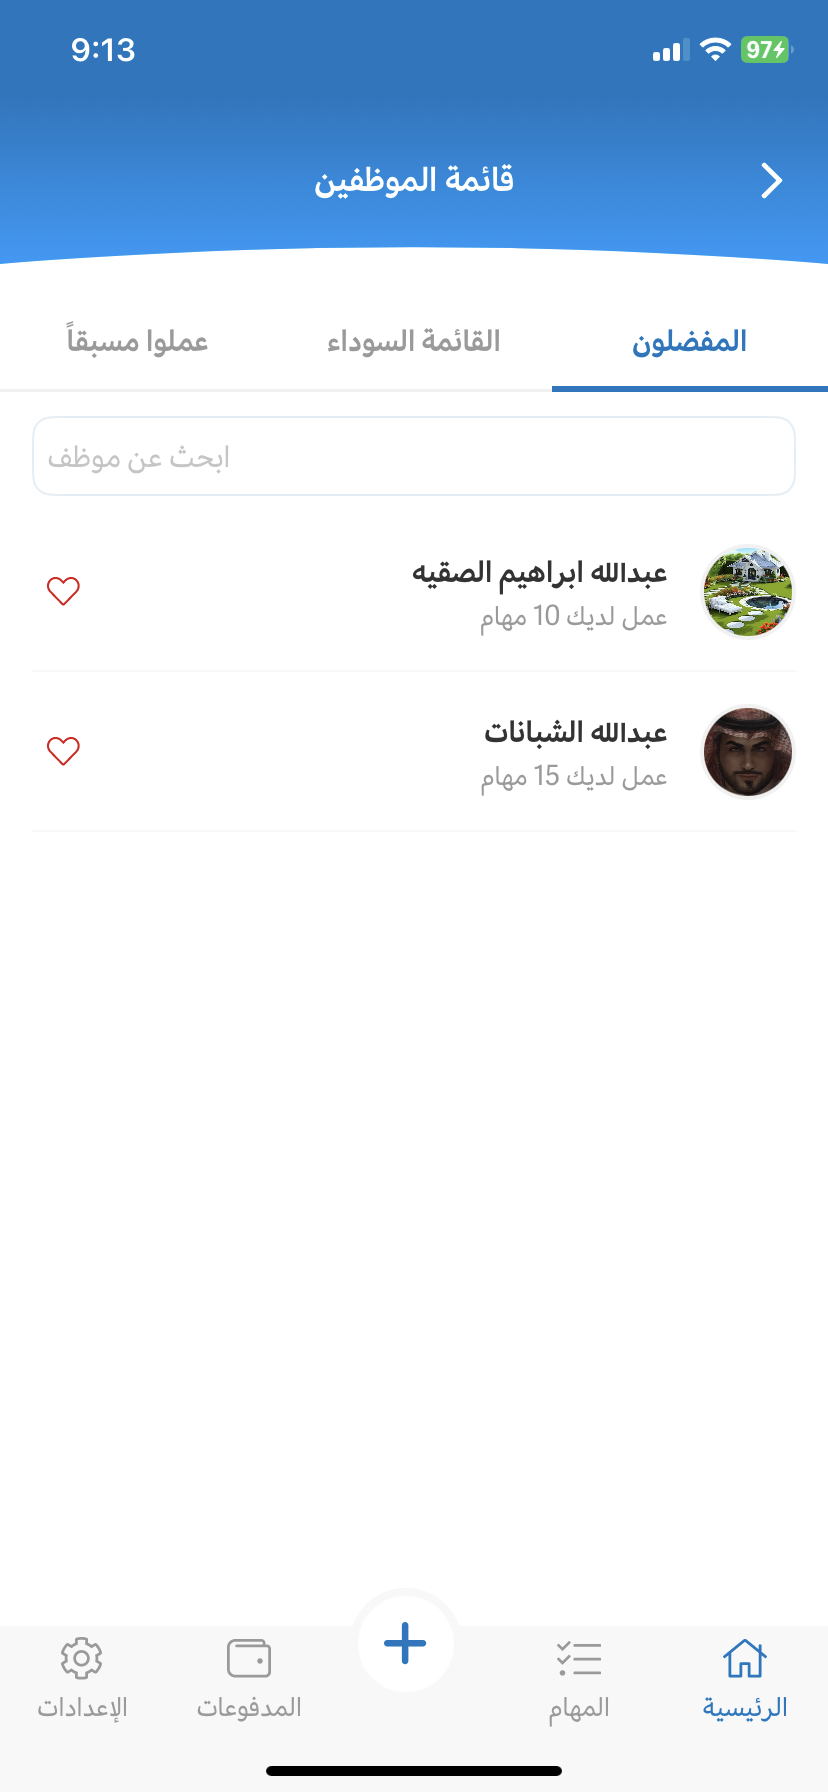 9:13
97
قائمة الموظفين
المفضلون
القائمة السوداء
عملوا مسبقاً
ابحث عن موظف
عبدالله ابراهيم الصقيه
عمل لديك 10 مهام
عبدالله الشبانات
عمل لديك 15 مهام
الرئيسية
المهام
المدفوعات
الإعدادات